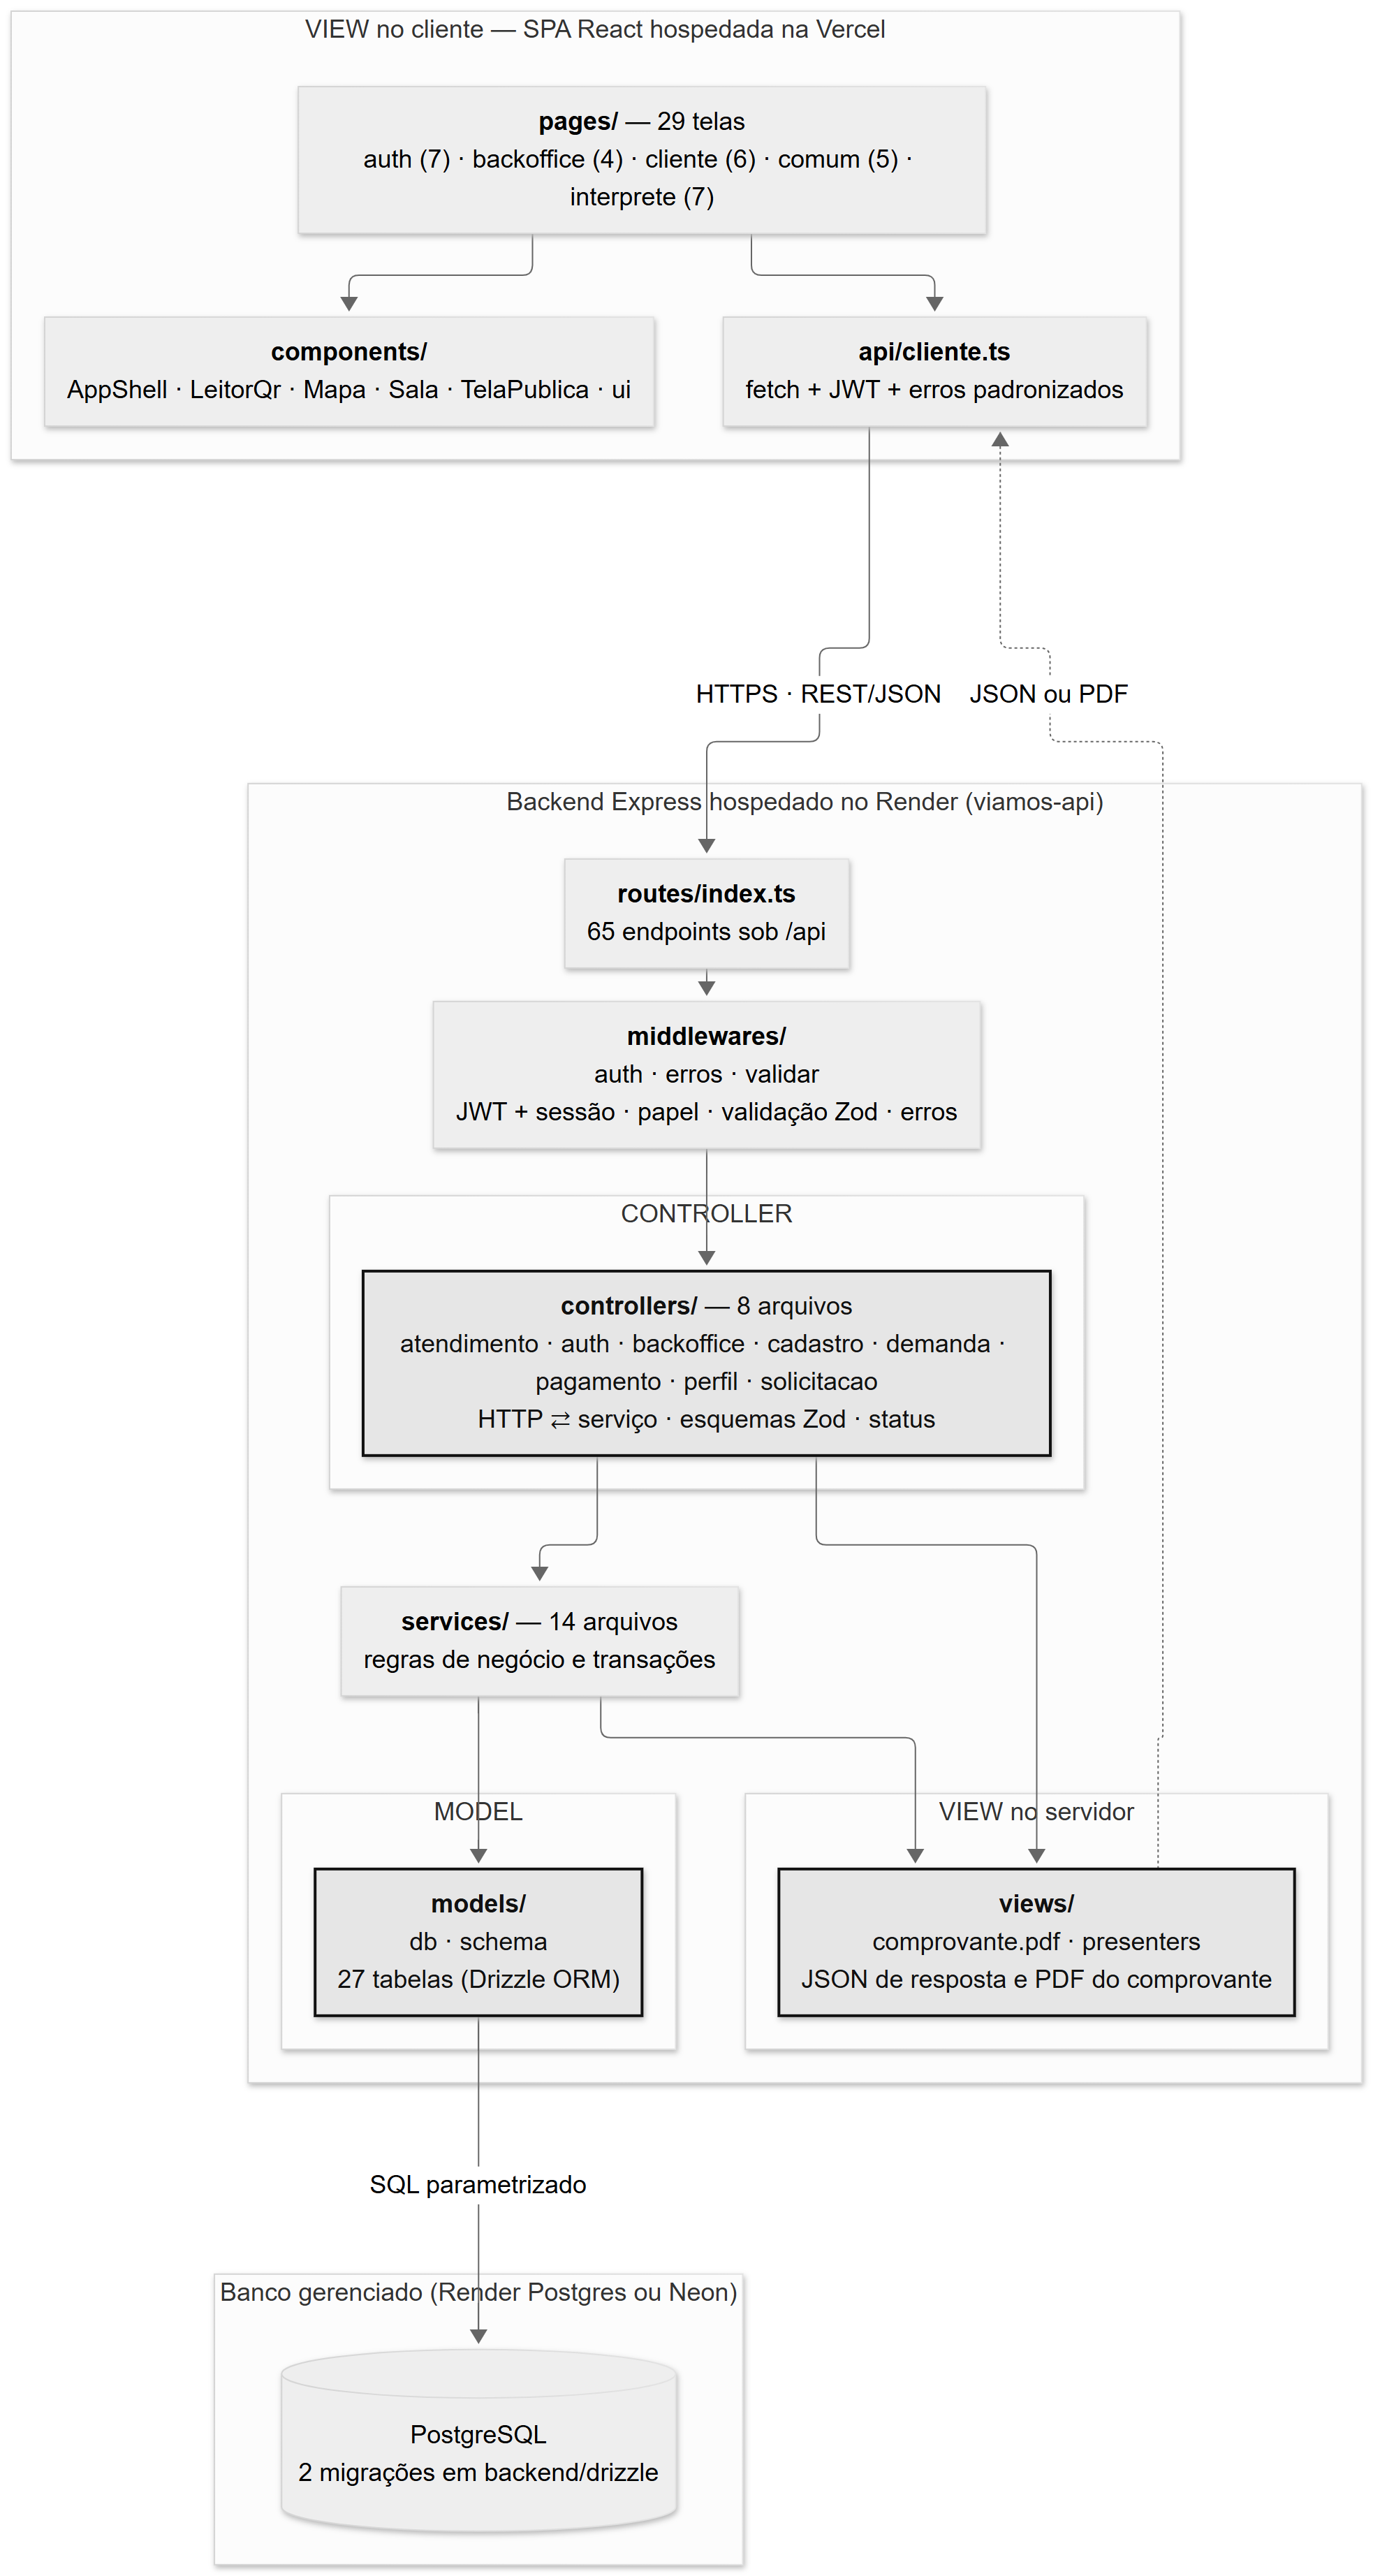 VIEW no cliente — SPA React hospedada na Vercel
pages/ — 29 telas
auth (7) · backoffice (4) · cliente (6) · comum (5) ·
interprete (7)
components/
AppShell · LeitorQr · Mapa · Sala · TelaPublica · ui
api/cliente.ts
fetch + JWT + erros padronizados
HTTPS · REST/JSON
JSON ou PDF
Backend Express hospedado no Render (viamos-api)
routes/index.ts
65 endpoints sob /api
middlewares/
auth · erros · validar
JWT + sessão · papel · validação Zod · erros
CONTROLLER
controllers/ — 8 arquivos
atendimento · auth · backoffice · cadastro · demanda ·
pagamento · perfil · solicitacao
HTTP ⇄ serviço · esquemas Zod · status
services/ — 14 arquivos
regras de negócio e transações
MODEL
models/
db · schema
27 tabelas (Drizzle ORM)
VIEW no servidor
views/
comprovante.pdf · presenters
JSON de resposta e PDF do comprovante
SQL parametrizado
Banco gerenciado (Render Postgres ou Neon)
PostgreSQL
2 migrações em backend/drizzle